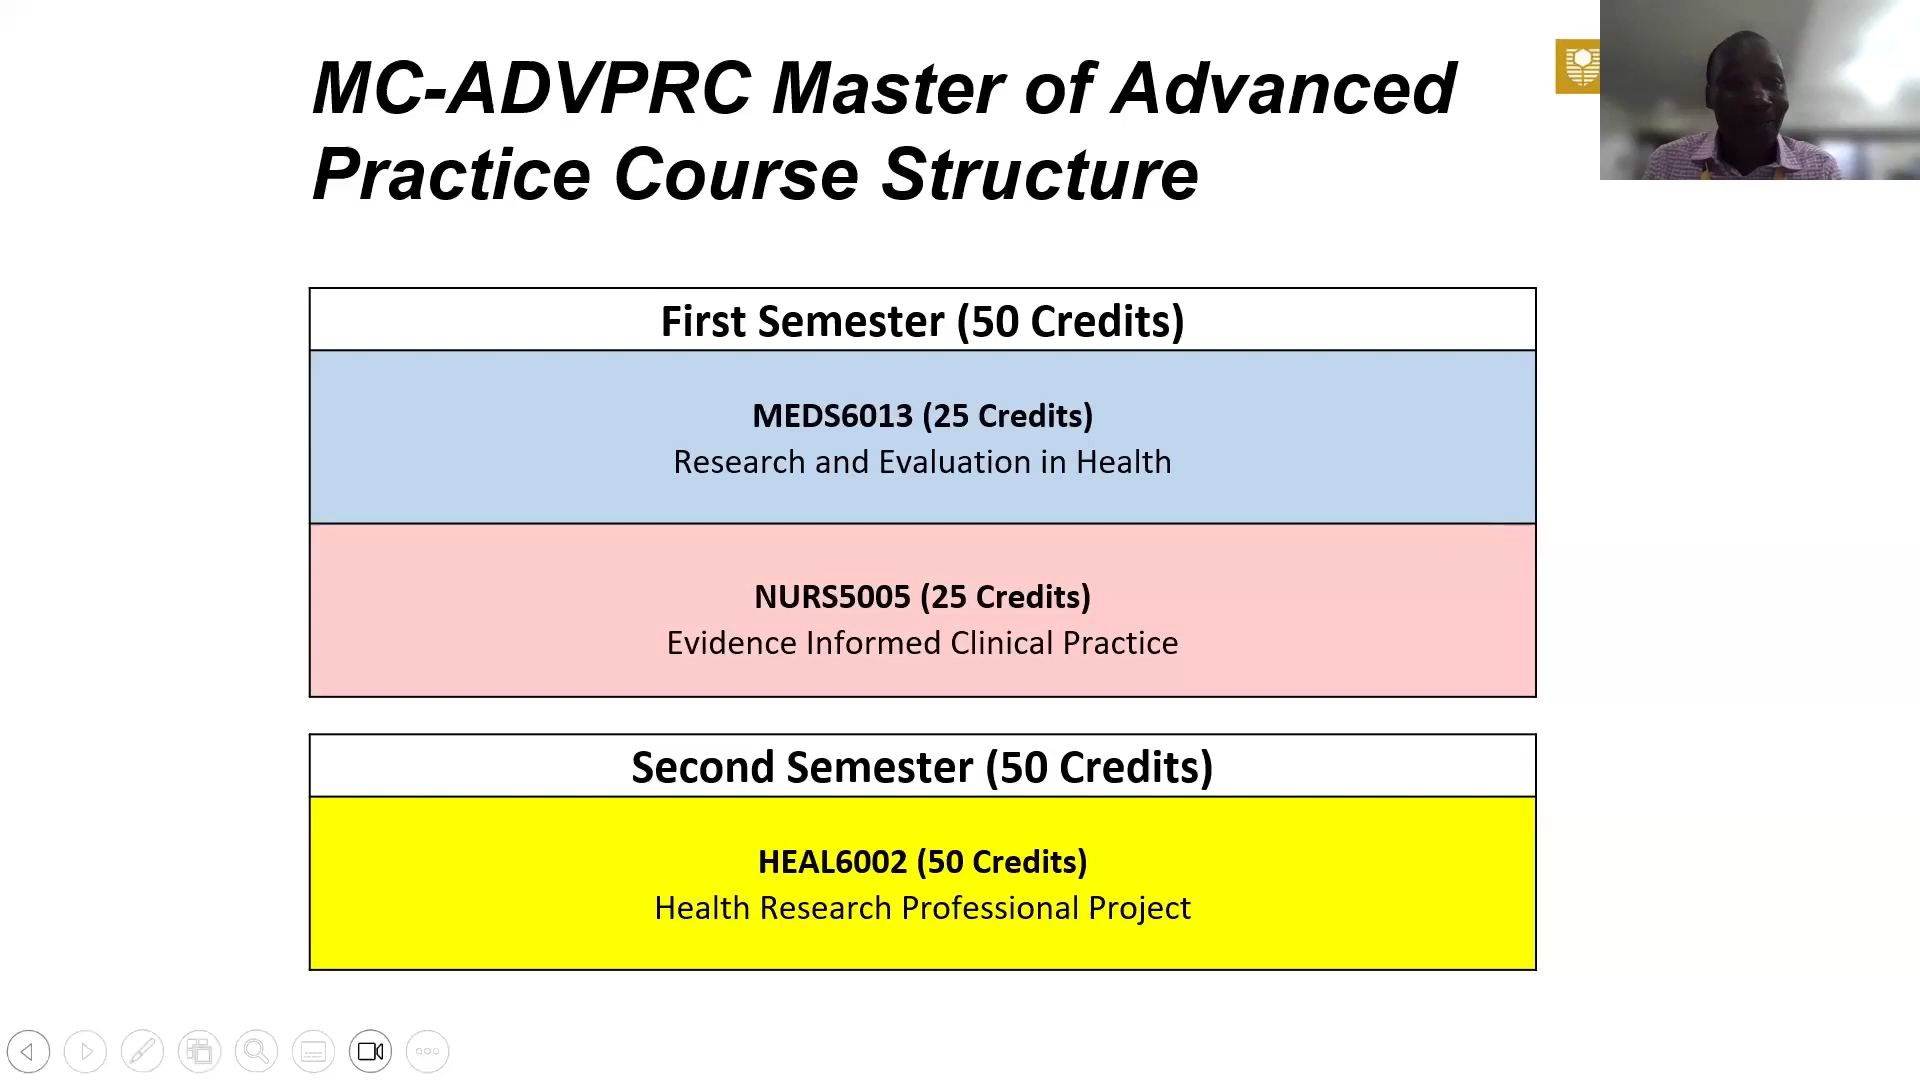 MC-ADVPRC Master of Advanced
Practice Course Structure
First Semester (50 Credits)
MEDS6013 (25 Credits)
Research and Evaluation in Health
NURS5005 (25 Credits)
Evidence Informed Clinical Practice
Second Semester (50 Credits)
HEAL6002 (50 Credits)
Health Research Professional Project